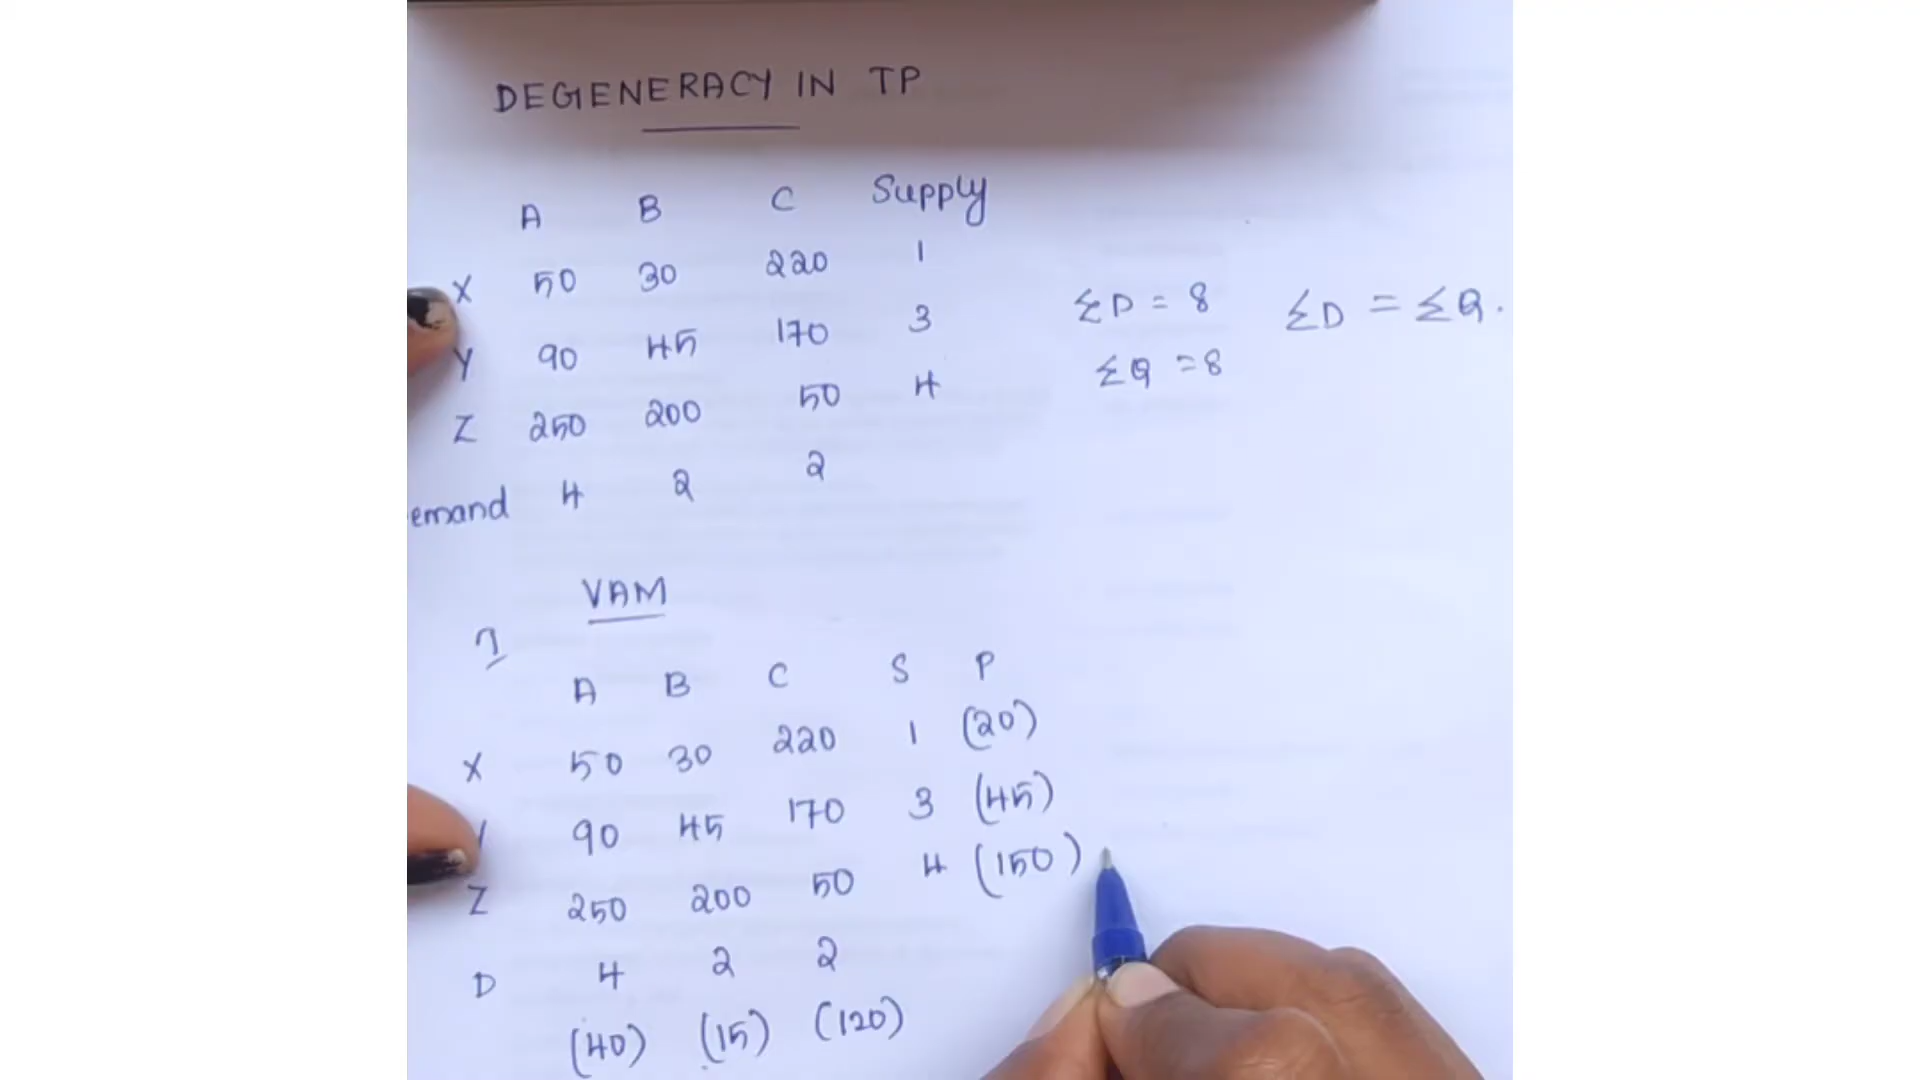 DEGENERACY IN TP
A B C Supply
X 50 30 220 1
Y 90 45 170 3
Z 250 200 50 4
emand 4 2 2
ΣD = 8 ΣD = ΣQ.
ΣQ = 8
VAM
1
A B C S P
X 50 30 220 1 (20)
90 45 170 3 (45)
Z 250 200 50 4 (150)
D 4 2 2
(40) (15) (120)